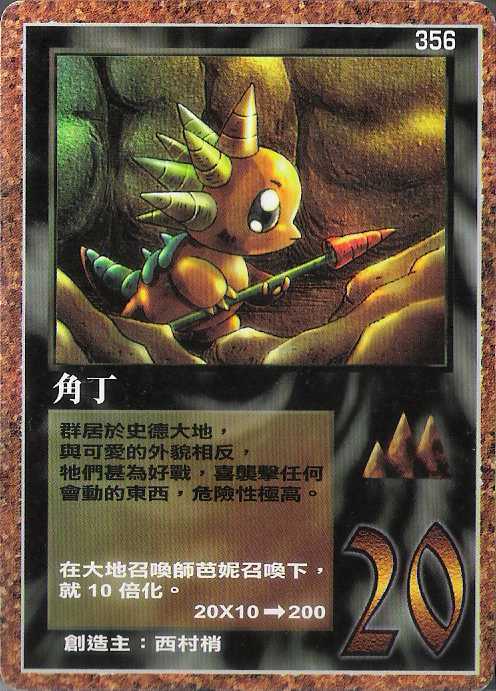 356
角丁
群居於史德大地，
與可愛的外貌相反，
牠們甚為好戰，喜襲擊任何
會動的東西，危險性極高。
在大地召喚師芭妮召喚下，
就 10 倍化。
20X10➡200
20
創造主：西村梢